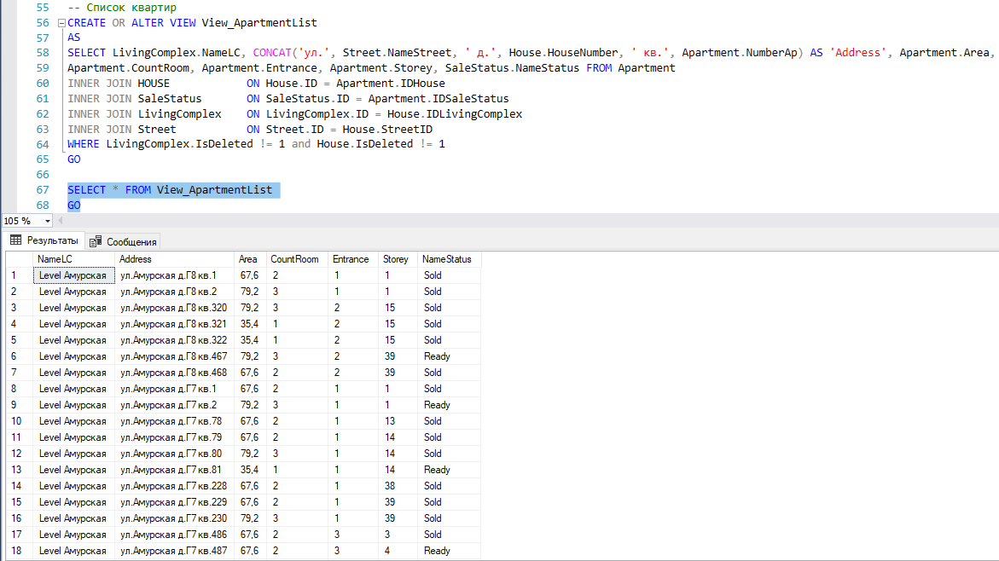 55 -- Список квартир
56 CREATE OR ALTER VIEW View_ApartmentList
57 AS
58 SELECT LivingComplex.NameLC, CONCAT('ул.', Street.NameStreet, ' д.', House.HouseNumber, ' кв.', Apartment.NumberAp) AS 'Address', Apartment.Area,
59 Apartment.CountRoom, Apartment.Entrance, Apartment.Storey, SaleStatus.NameStatus FROM Apartment
60 INNER JOIN HOUSE ON House.ID = Apartment.IDHouse
61 INNER JOIN SaleStatus ON SaleStatus.ID = Apartment.IDSaleStatus
62 INNER JOIN LivingComplex ON LivingComplex.ID = House.IDLivingComplex
63 INNER JOIN Street ON Street.ID = House.StreetID
64 WHERE LivingComplex.IsDeleted != 1 and House.IsDeleted != 1
65 GO
66
67 SELECT * FROM View_ApartmentList
68 GO
105 %
Результаты Сообщения
NameLC Address Area CountRoom Entrance Storey NameStatus
1 Level Амурская ул.Амурская д.Г8 кв.1 67,6 2 1 1 Sold
2 Level Амурская ул.Амурская д.Г8 кв.2 79,2 3 1 1 Sold
3 Level Амурская ул.Амурская д.Г8 кв.320 79,2 3 2 15 Sold
4 Level Амурская ул.Амурская д.Г8 кв.321 35,4 1 2 15 Sold
5 Level Амурская ул.Амурская д.Г8 кв.322 35,4 1 2 15 Sold
6 Level Амурская ул.Амурская д.Г8 кв.467 79,2 3 2 39 Ready
7 Level Амурская ул.Амурская д.Г8 кв.468 67,6 2 2 39 Sold
8 Level Амурская ул.Амурская д.Г7 кв.1 67,6 2 1 1 Sold
9 Level Амурская ул.Амурская д.Г7 кв.2 79,2 3 1 1 Ready
10 Level Амурская ул.Амурская д.Г7 кв.78 67,6 2 1 13 Sold
11 Level Амурская ул.Амурская д.Г7 кв.79 67,6 2 1 14 Sold
12 Level Амурская ул.Амурская д.Г7 кв.80 79,2 3 1 14 Sold
13 Level Амурская ул.Амурская д.Г7 кв.81 35,4 1 1 14 Ready
14 Level Амурская ул.Амурская д.Г7 кв.228 67,6 2 1 38 Sold
15 Level Амурская ул.Амурская д.Г7 кв.229 67,6 2 1 39 Sold
16 Level Амурская ул.Амурская д.Г7 кв.230 79,2 3 1 39 Sold
17 Level Амурская ул.Амурская д.Г7 кв.486 67,6 2 3 3 Sold
18 Level Амурская ул.Амурская д.Г7 кв.487 67,6 2 3 4 Ready